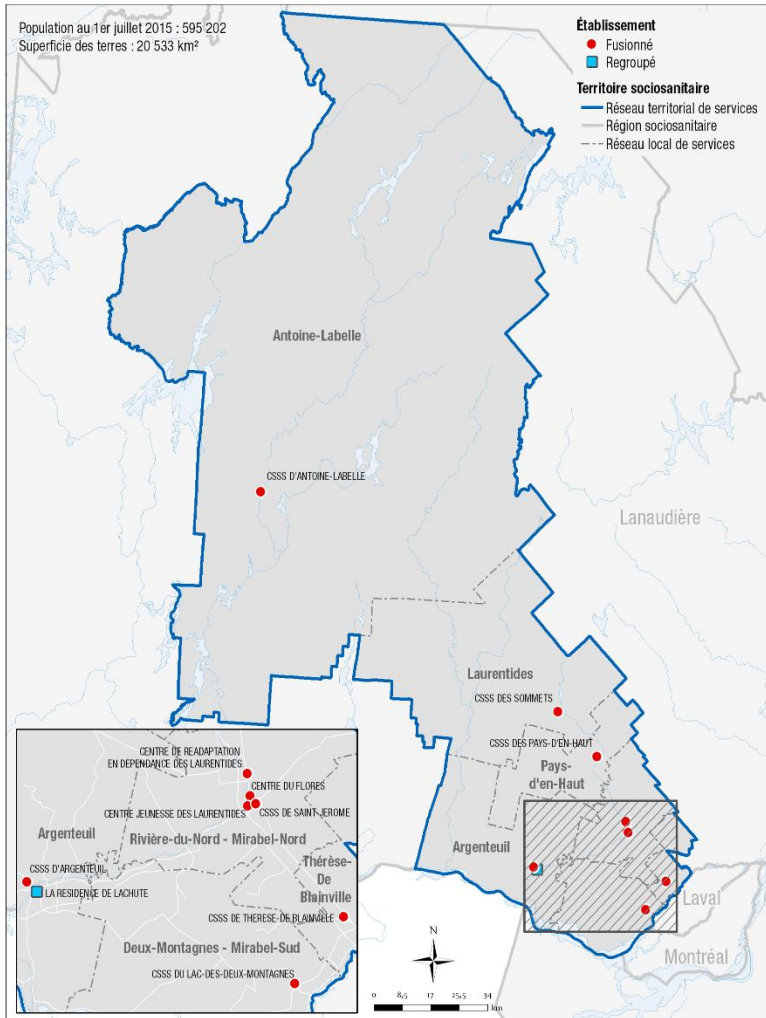 Population au 1er juillet 2015 : 595 202
Superficie des terres : 20 533 km²
Établissement
Fusionné
Regroupé
Territoire sociosanitaire
Réseau territorial de services
Région sociosanitaire
Réseau local de services
Antoine-Labelle
CSSS D'ANTOINE-LABELLE
Lanaudière
Laurentides
CSSS DES SOMMETS
CSSS DES PAYS-D'EN-HAUT
Pays-
d'en-Haut
Argenteuil
Laval
Montréal
CENTRE DE READAPTATION
EN DEPENDANCE DES LAURENTIDES
CENTRE DU FLORES
CENTRE JEUNESSE DES LAURENTIDES
CSSS DE SAINT-JEROME
Argenteuil
Rivière-du-Nord - Mirabel-Nord
CSSS D'ARGENTEUIL
LA RESIDENCE DE LACHUTE
Thérèse-
De
Blainville
CSSS DE THERESE-DE BLAINVILLE
Deux-Montagnes - Mirabel-Sud
CSSS DU LAC-DES-DEUX-MONTAGNES
N
0 8,5 17 25,5 34
km